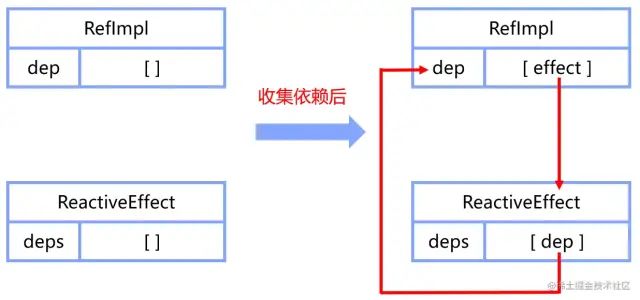 RefImpl
dep [ ]
收集依赖后
RefImpl
dep [ effect ]
ReactiveEffect
deps [ ]
ReactiveEffect
deps [ dep ]
@稀土掘金技术社区